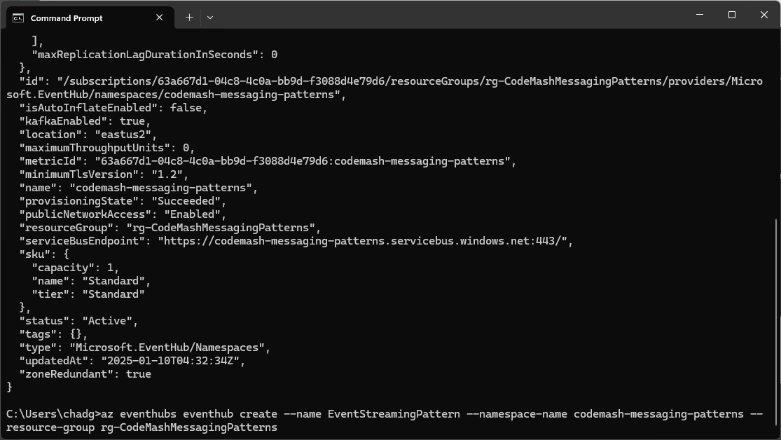 Command Prompt
],
"maxReplicationLagDurationInSeconds": 0
},
"id": "/subscriptions/63a667d1-04c8-4c0a-bb9d-f3088d4e79d6/resourceGroups/rg-CodeMashMessagingPatterns/providers/Micro
soft.EventHub/namespaces/codemash-messaging-patterns",
"isAutoInflateEnabled": false,
"kafkaEnabled": true,
"location": "eastus2",
"maximumThroughputUnits": 0,
"metricId": "63a667d1-04c8-4c0a-bb9d-f3088d4e79d6:codemash-messaging-patterns",
"minimumTlsVersion": "1.2",
"name": "codemash-messaging-patterns",
"provisioningState": "Succeeded",
"publicNetworkAccess": "Enabled",
"resourceGroup": "rg-CodeMashMessagingPatterns",
"serviceBusEndpoint": "https://codemash-messaging-patterns.servicebus.windows.net:443/",
"sku": {
"capacity": 1,
"name": "Standard",
"tier": "Standard"
},
"status": "Active",
"tags": {},
"type": "Microsoft.EventHub/Namespaces",
"updatedAt": "2025-01-10T04:32:34Z",
"zoneRedundant": true
}
C:\Users\chadg>az eventhubs eventhub create --name EventStreamingPattern --namespace-name codemash-messaging-patterns --
resource-group rg-CodeMashMessagingPatterns